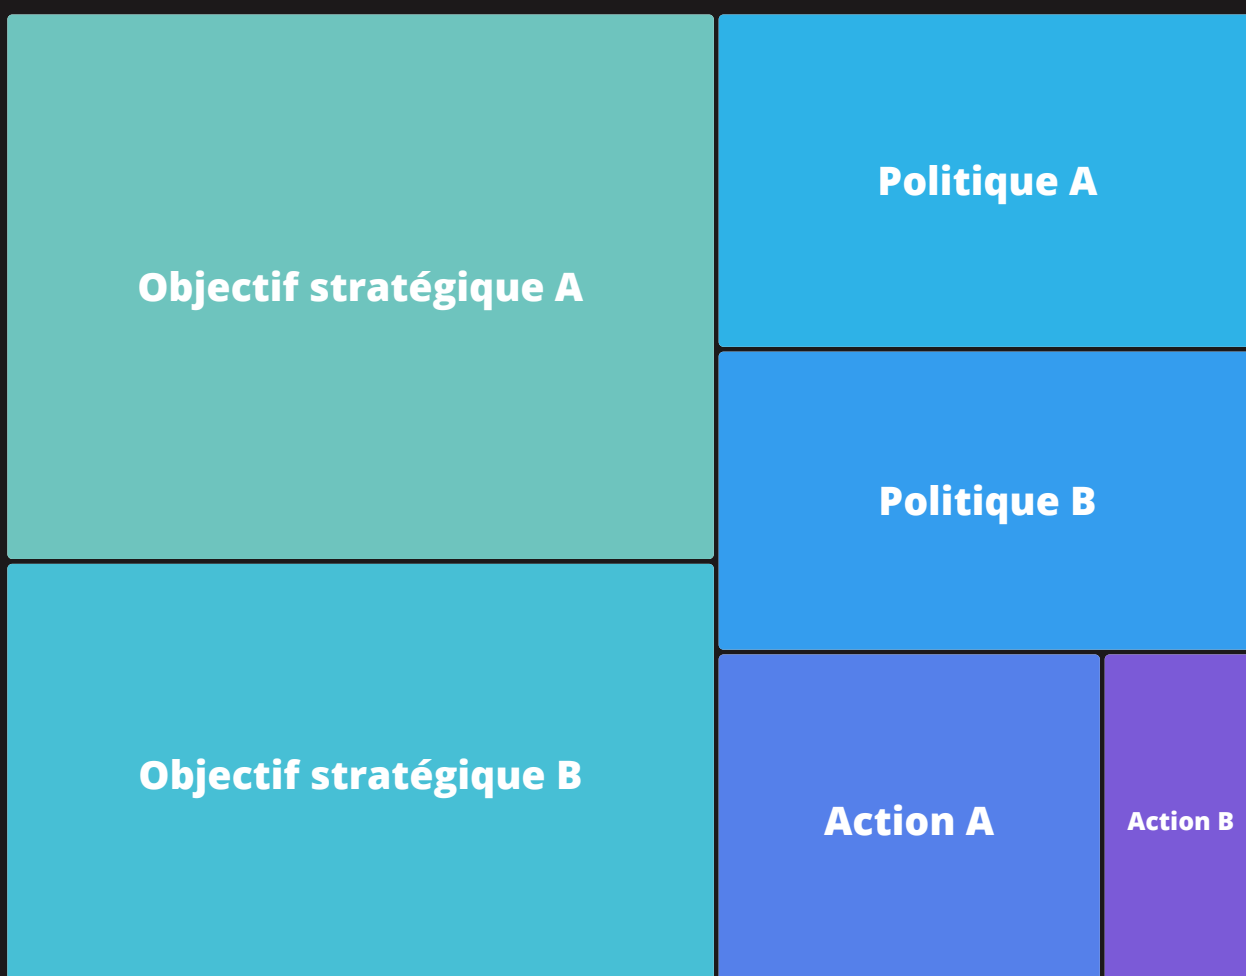 Objectif stratégique A
Objectif stratégique B
Politique A
Politique B
Action A
Action B